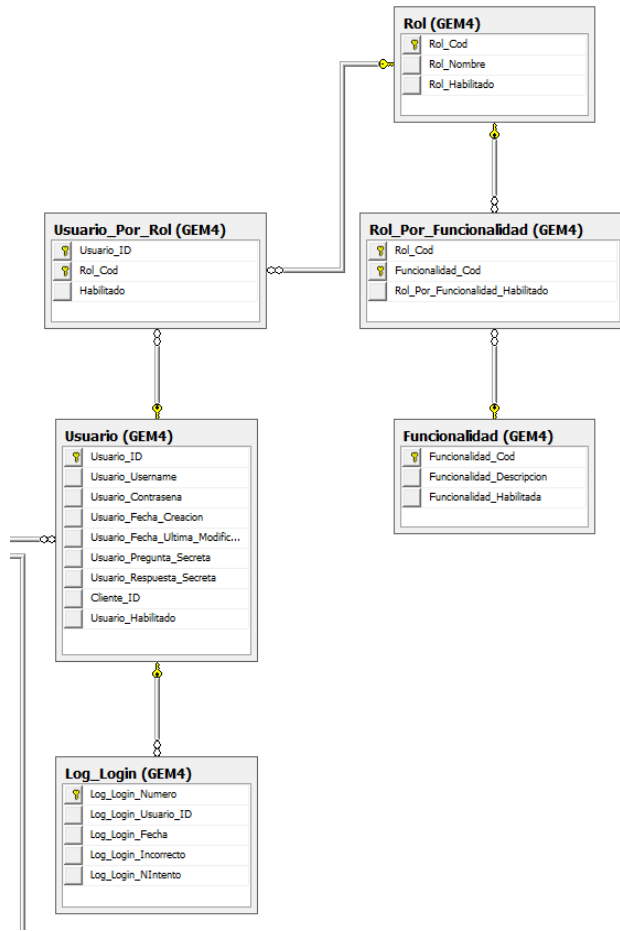 Rol (GEM4)
Rol_Cod
Rol_Nombre
Rol_Habilitado
Usuario_Por_Rol (GEM4)
Usuario_ID
Rol_Cod
Habilitado
Rol_Por_Funcionalidad (GEM4)
Rol_Cod
Funcionalidad_Cod
Rol_Por_Funcionalidad_Habilitado
Usuario (GEM4)
Usuario_ID
Usuario_Username
Usuario_Contrasena
Usuario_Fecha_Creacion
Usuario_Fecha_Ultima_Modific...
Usuario_Pregunta_Secreta
Usuario_Respuesta_Secreta
Cliente_ID
Usuario_Habilitado
Funcionalidad (GEM4)
Funcionalidad_Cod
Funcionalidad_Descripcion
Funcionalidad_Habilitada
Log_Login (GEM4)
Log_Login_Numero
Log_Login_Usuario_ID
Log_Login_Fecha
Log_Login_Incorrecto
Log_Login_NIntento